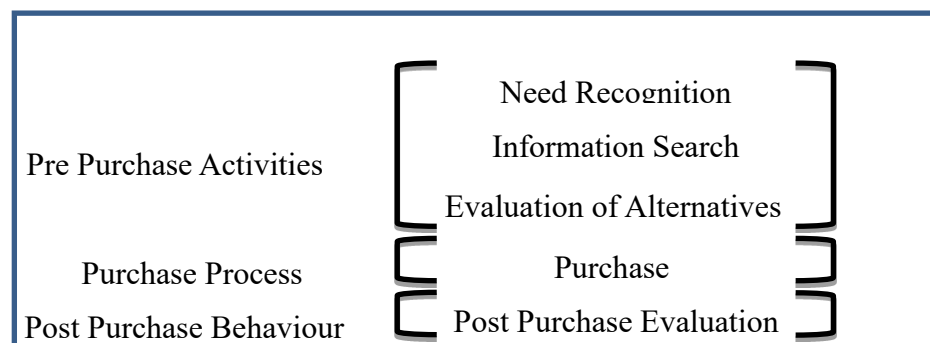 Need Recognition
Pre Purchase Activities
Information Search
Evaluation of Alternatives
Purchase Process
Purchase
Post Purchase Behaviour
Post Purchase Evaluation